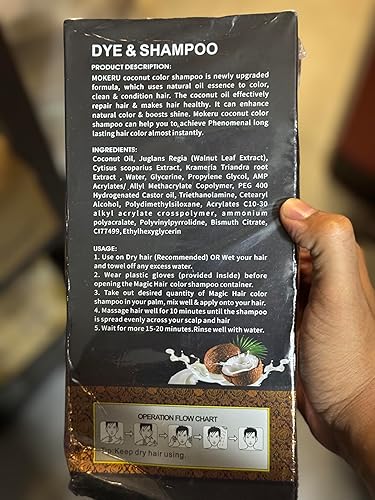 DYE & SHAMPOO
PRODUCT DESCRIPTION:
MOKERU coconut color shampoo is newly upgraded
formula, which uses natural oil essence to color,
clean & condition hair. The coconut oil effectively
repair hair & makes hair healthy. It can enhance
natural color & boosts shine. Mokeru coconut color
shampoo can help you to achieve Phenomenal long
lasting hair color almost instantly.
INGREDIENTS:
Coconut Oil, Juglans Regia (Walnut Leaf Extract),
Cytisus scoparius Extract, Krameria Triandra root
Extract , Water, Glycerine, Propylene Glycol, AMP
Acrylates/ Allyl Methacrylate Copolymer, PEG 400
Hydrogenated Castor oil, Triethanolamine, Cetearyl
Alcohol, Polydimethylsiloxane, Acrylates C10-30
alkyl acrylate crosspolymer, ammonium
polyacralate, Polyvinylpyrrolidne, Bismuth Citrate,
CI77499, Ethylhexyglycerin
USAGE:
1. Use on Dry hair (Recommended) OR Wet your hair
and towel off any excess water.
2. Wear plastic gloves (provided inside) before
opening the Magic Hair color shampoo container.
3. Take out desired quantity of Magic Hair color
shampoo in your palm, mix well & apply onto your hair.
4. Massage hair well for 10 minutes until the shampoo
is spread evenly across your scalp and hair
5. Wait for more 15-20 minutes.Rinse well with water.
OPERATION FLOW CHART
Tip:Keep dry hair using.